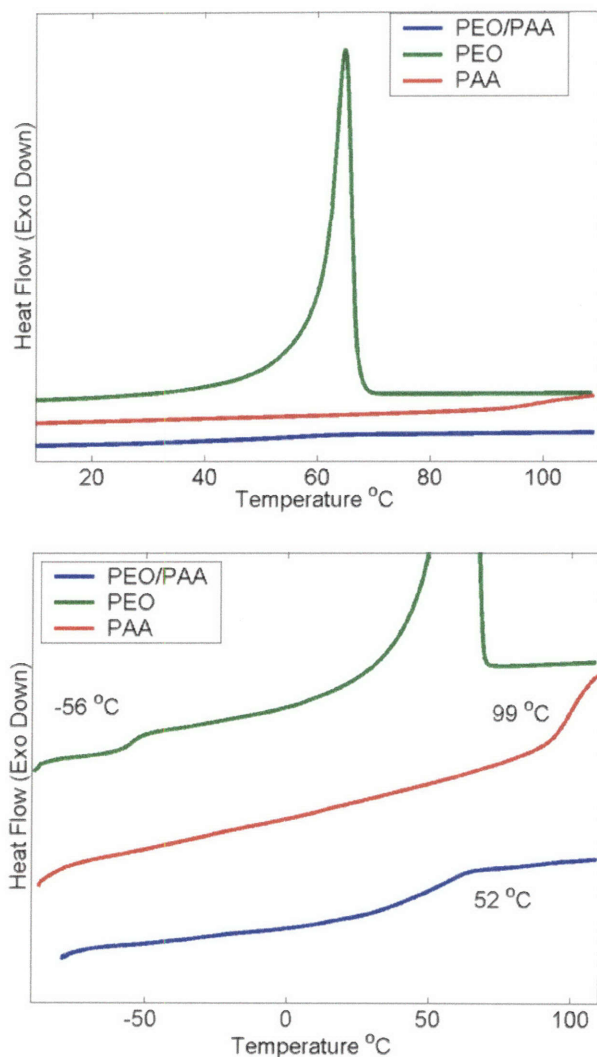 PEO/PAA
PEO
PAA
Heat Flow (Exo Down)
20 40 60 80 100
Temperature °C
PEO/PAA
PEO
PAA
-56 °C
99 °C
52 °C
Heat Flow (Exo Down)
-50 0 50 100
Temperature °C